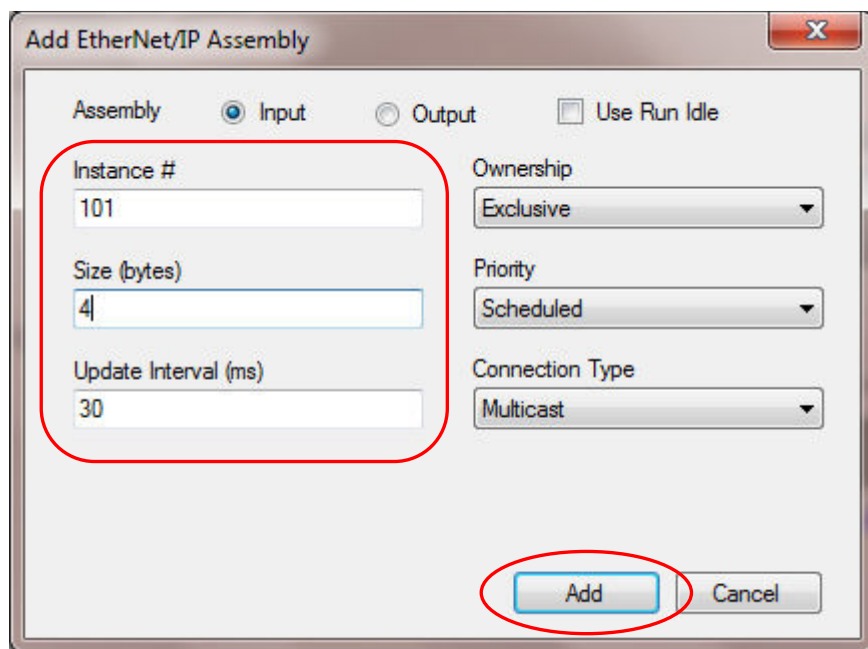 Add EtherNet/IP Assembly
Assembly Input Output Use Run Idle
Instance # Ownership
101 Exclusive
Size (bytes) Priority
4 Scheduled
Update Interval (ms) Connection Type
30 Multicast
Add Cancel